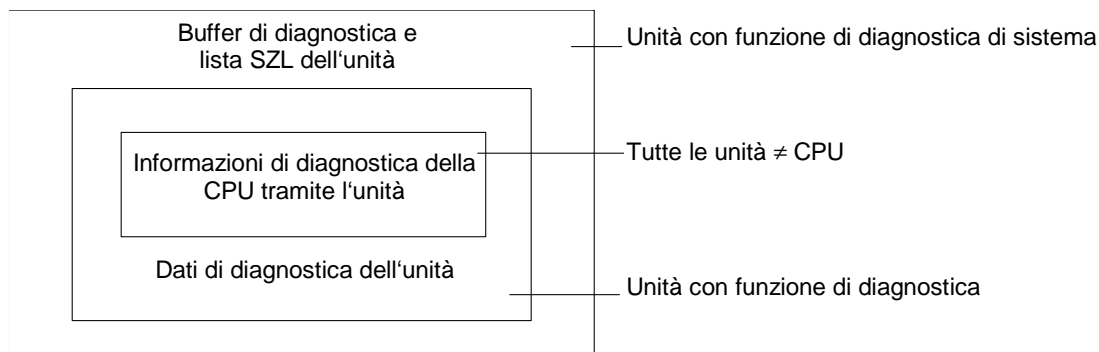 Buffer di diagnostica e
lista SZL dell‘unità
Unità con funzione di diagnostica di sistema
Informazioni di diagnostica della
CPU tramite l‘unità
Tutte le unità ≠ CPU
Dati di diagnostica dell‘unità
Unità con funzione di diagnostica